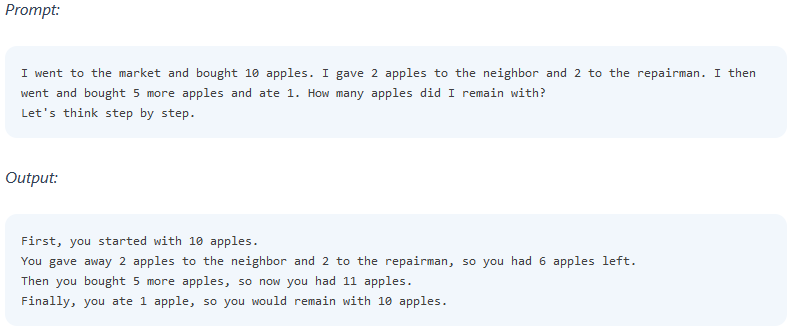 Prompt:
I went to the market and bought 10 apples. I gave 2 apples to the neighbor and 2 to the repairman. I then
went and bought 5 more apples and ate 1. How many apples did I remain with?
Let's think step by step.
Output:
First, you started with 10 apples.
You gave away 2 apples to the neighbor and 2 to the repairman, so you had 6 apples left.
Then you bought 5 more apples, so now you had 11 apples.
Finally, you ate 1 apple, so you would remain with 10 apples.